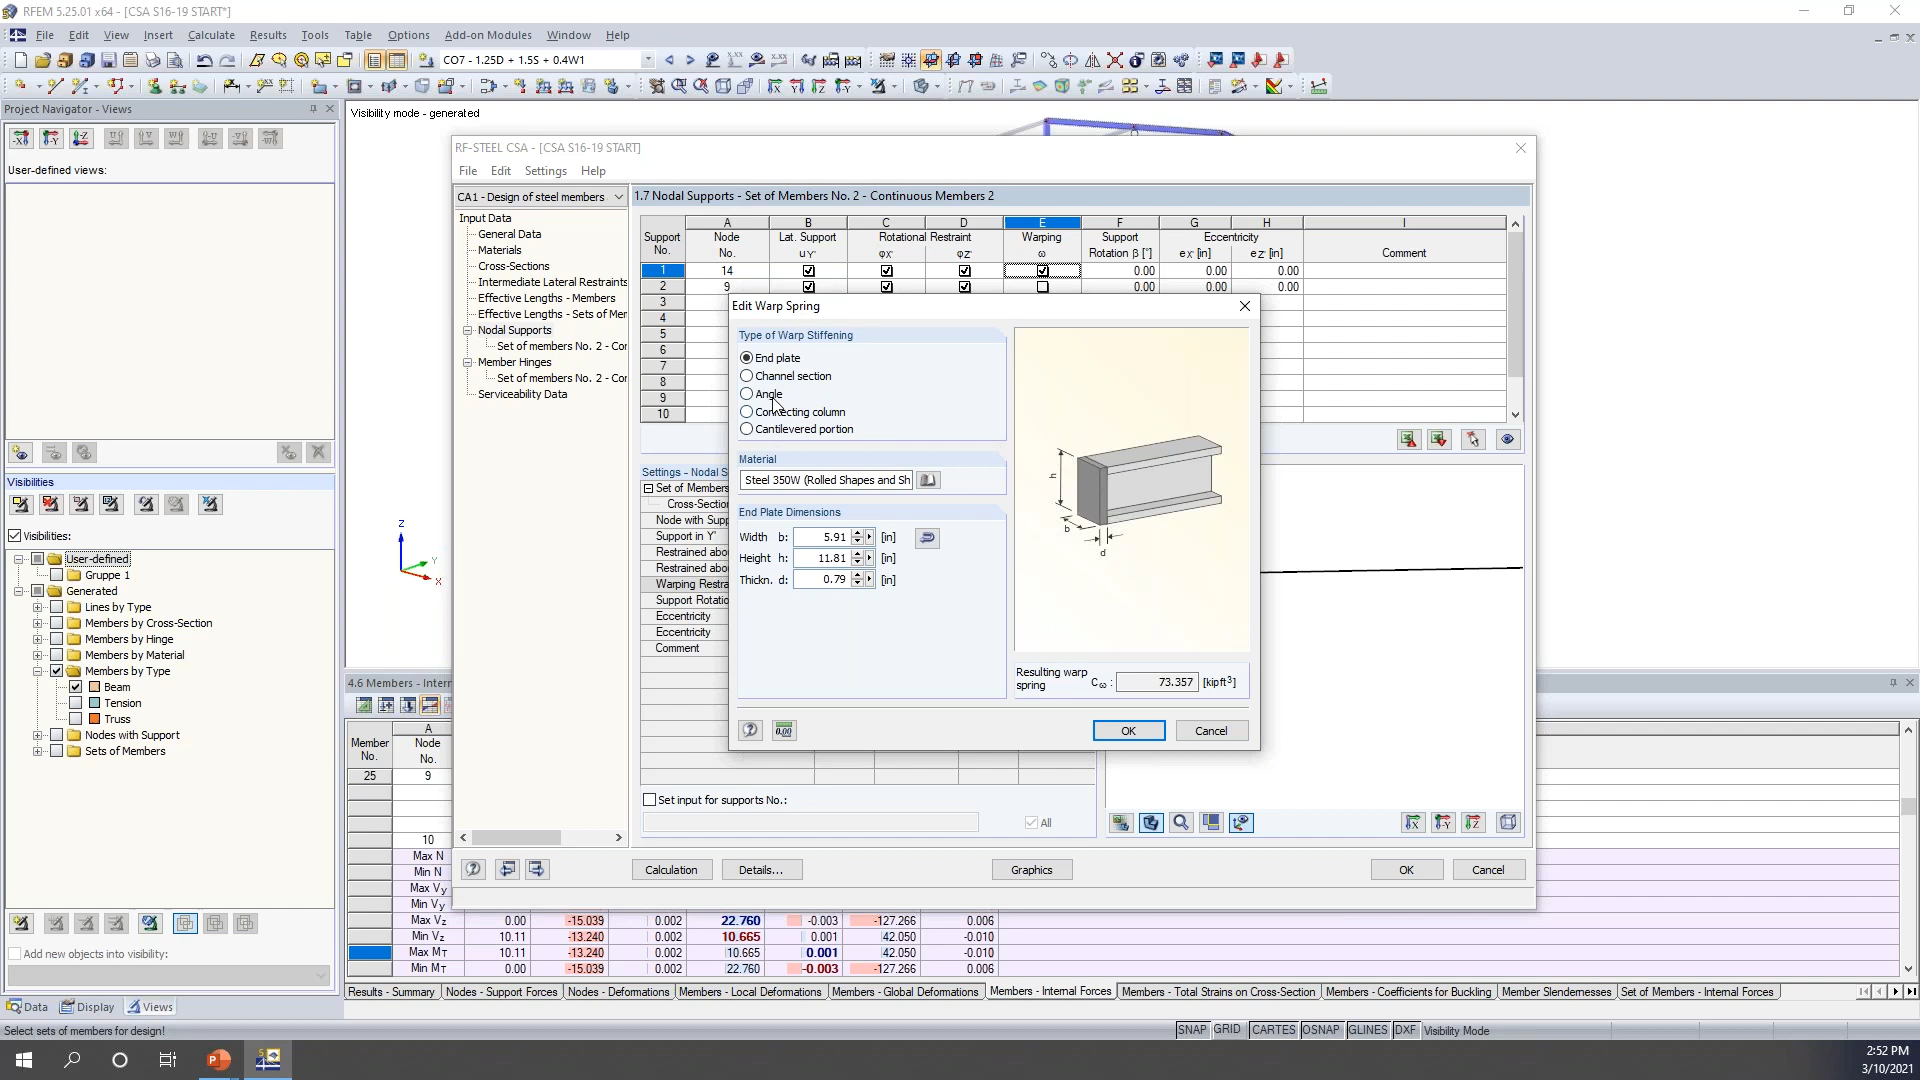 RFEM 5.25.01 x64 - [CSA S16-19 START*]
File Edit View Insert Calculate Results Tools Table Options Add-on Modules Window Help
CO7 - 1.25D + 1.5S + 0.4W1
Project Navigator - Views
Visibility mode - generated
User-defined views:
RF-STEEL CSA - [CSA S16-19 START]
File Edit Settings Help
CA1 - Design of steel members
1.7 Nodal Supports - Set of Members No. 2 - Continuous Members 2
Input Data
General Data
Materials
Cross-Sections
Intermediate Lateral Restraints
Effective Lengths - Members
Effective Lengths - Sets of Mer
Nodal Supports
Set of members No. 2 - Cor
Member Hinges
Set of members No. 2 - Cor
Serviceability Data
A B C D E F G H I
Support Node Lat. Support Rotational Restraint Warping Support Eccentricity
No. No. uY' φX' φZ' ω Rotation β [°] eX' [in] eZ' [in] Comment
1 14 0.00 0.00 0.00
2 9 0.00 0.00 0.00
3
4
5
6
7
8
9
10
Edit Warp Spring
Type of Warp Stiffening
End plate
Channel section
Angle
Connecting column
Cantilevered portion
Material
Steel 350W (Rolled Shapes and Sh
End Plate Dimensions
Width b: 5.91 [in]
Height h: 11.81 [in]
Thickn. d: 0.79 [in]
h
b
d
Resulting warp
spring Cω : 73.357 [kipft³]
OK Cancel
Settings - Nodal S
Set of Members
Cross-Section
Node with Supp
Support in Y'
Restrained abou
Restrained abou
Warping Restra
Support Rotatio
Eccentricity
Eccentricity
Comment
Set input for supports No.:
All
Calculation Details... Graphics OK Cancel
Visibilities
Visibilities:
User-defined
Gruppe 1
Generated
Lines by Type
Members by Cross-Section
Members by Hinge
Members by Material
Members by Type
Beam
Tension
Truss
Nodes with Support
Sets of Members
Add new objects into visibility:
Z
Y
X
4.6 Members - Intern
A
Member Node
No. No.
25 9
10
Max N
Min N
Max Vy
Min Vy
Max Vz 0.00 -15.039 0.002 22.760 -0.003 -127.266 0.006
Min Vz 10.11 -13.240 0.002 10.665 0.001 42.050 -0.010
Max MT 10.11 -13.240 0.002 10.665 0.001 42.050 -0.010
Min MT 0.00 -15.039 0.002 22.760 -0.003 -127.266 0.006
Results - Summary Nodes - Support Forces Nodes - Deformations Members - Local Deformations Members - Global Deformations Members - Internal Forces Members - Total Strains on Cross-Section Members - Coefficients for Buckling Member Slendernesses Set of Members - Internal Forces
Data Display Views
Select sets of members for design!
SNAP GRID CARTES OSNAP GLINES DXF Visibility Mode
2:52 PM
3/10/2021